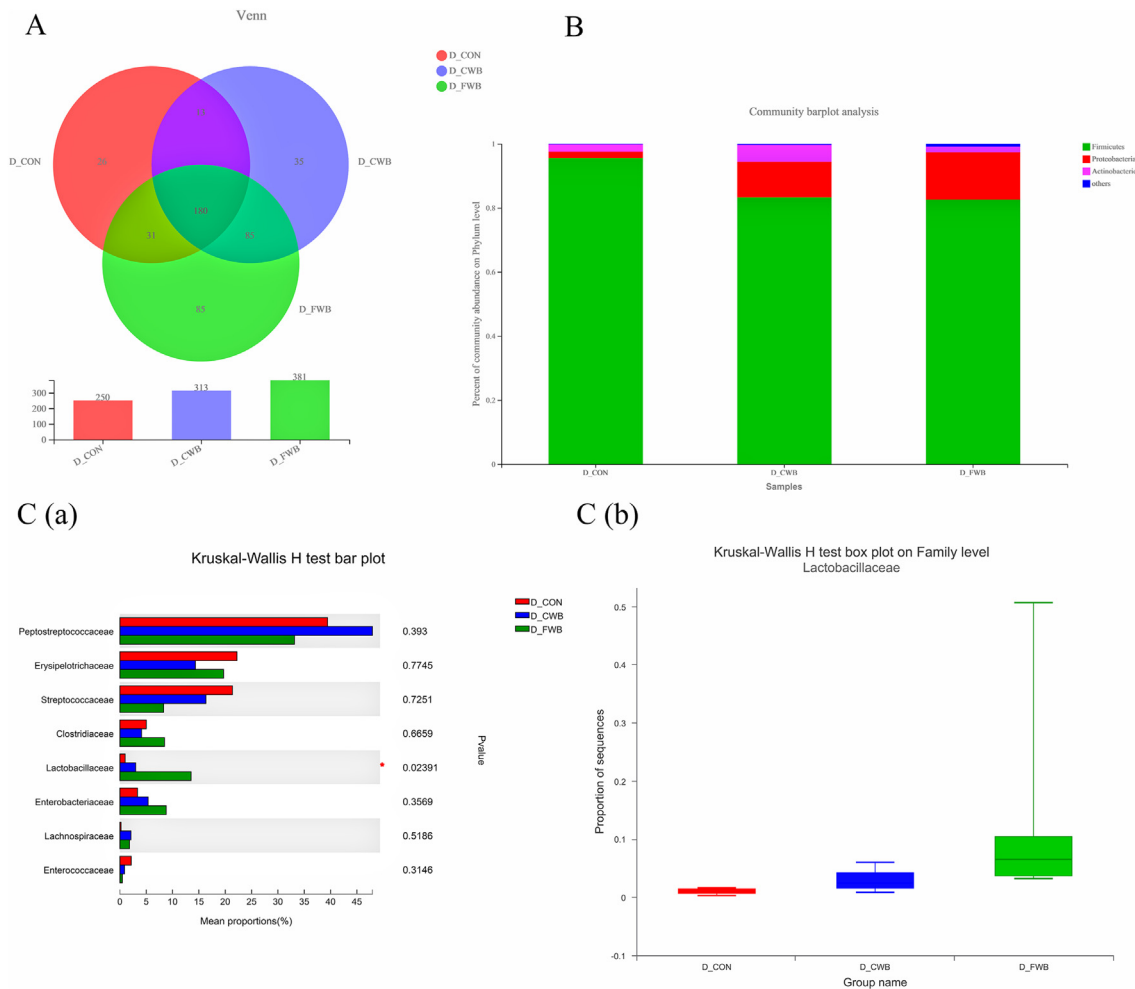 A
Venn
D_CON
D_CWB
D_FWB
D_CON
D_CWB
D_FWB
26
13
35
180
31
85
85
300
200
100
0
250
313
381
D_CON
D_CWB
D_FWB
B
Community barplot analysis
Percent of community abundance on Phylum level
1
0.8
0.6
0.4
0.2
0
D_CON
D_CWB
D_FWB
Samples
Firmicutes
Proteobacteria
Actinobacteria
others
C (a)
Kruskal-Wallis H test bar plot
D_CON
D_CWB
D_FWB
Peptostreptococcaceae
0.393
Erysipelotrichaceae
0.7745
Streptococcaceae
0.7251
Clostridiaceae
0.6659
Lactobacillaceae
* 0.02391
Enterobacteriaceae
0.3569
Lachnospiraceae
0.5186
Enterococcaceae
0.3146
Pvalue
0 5 10 15 20 25 30 35 40 45
Mean proportions(%)
C (b)
Kruskal-Wallis H test box plot on Family level
Lactobacillaceae
Proportion of sequences
0.5
0.4
0.3
0.2
0.1
0
-0.1
D_CON
D_CWB
D_FWB
Group name